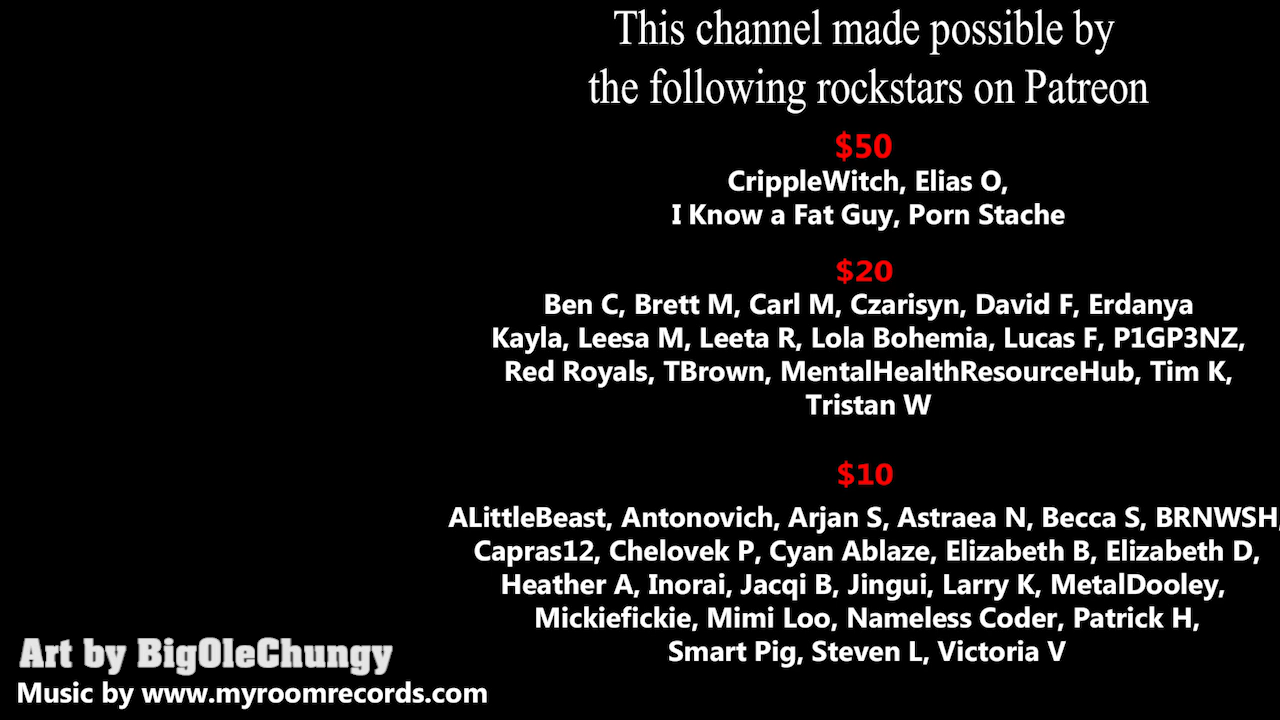 This channel made possible by
the following rockstars on Patreon
$50
CrippleWitch, Elias O,
I Know a Fat Guy, Porn Stache
$20
Ben C, Brett M, Carl M, Czarisyn, David F, Erdanya
Kayla, Leesa M, Leeta R, Lola Bohemia, Lucas F, P1GP3NZ,
Red Royals, TBrown, MentalHealthResourceHub, Tim K,
Tristan W
$10
ALittleBeast, Antonovich, Arjan S, Astraea N, Becca S, BRNWSH,
Capras12, Chelovek P, Cyan Ablaze, Elizabeth B, Elizabeth D,
Heather A, Inorai, Jacqi B, Jingui, Larry K, MetalDooley,
Mickiefickie, Mimi Loo, Nameless Coder, Patrick H,
Smart Pig, Steven L, Victoria V
Art by BigOleChungy
Music by www.myroomrecords.com